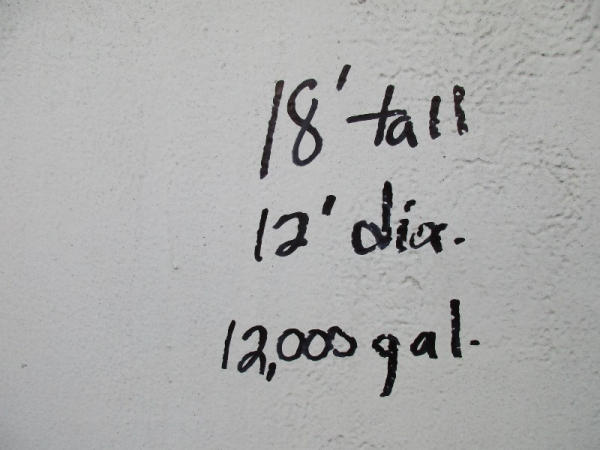 18' tall
12' dia.
12,000 gal.